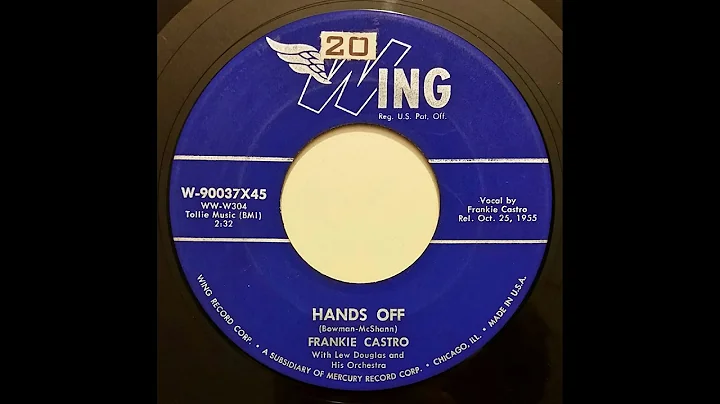 20
WING
Reg. U.S. Pat. Off.
W-90037X45
WW-W304
Tollie Music (BMI)
2:32
Vocal by
Frankie Castro
Rel. Oct. 25, 1955
HANDS OFF
(Bowman-McShann)
FRANKIE CASTRO
With Lew Douglas and
His Orchestra
WING RECORD CORP. • A SUBSIDIARY OF MERCURY RECORD CORP. • CHICAGO, ILL. • MADE IN U.S.A.